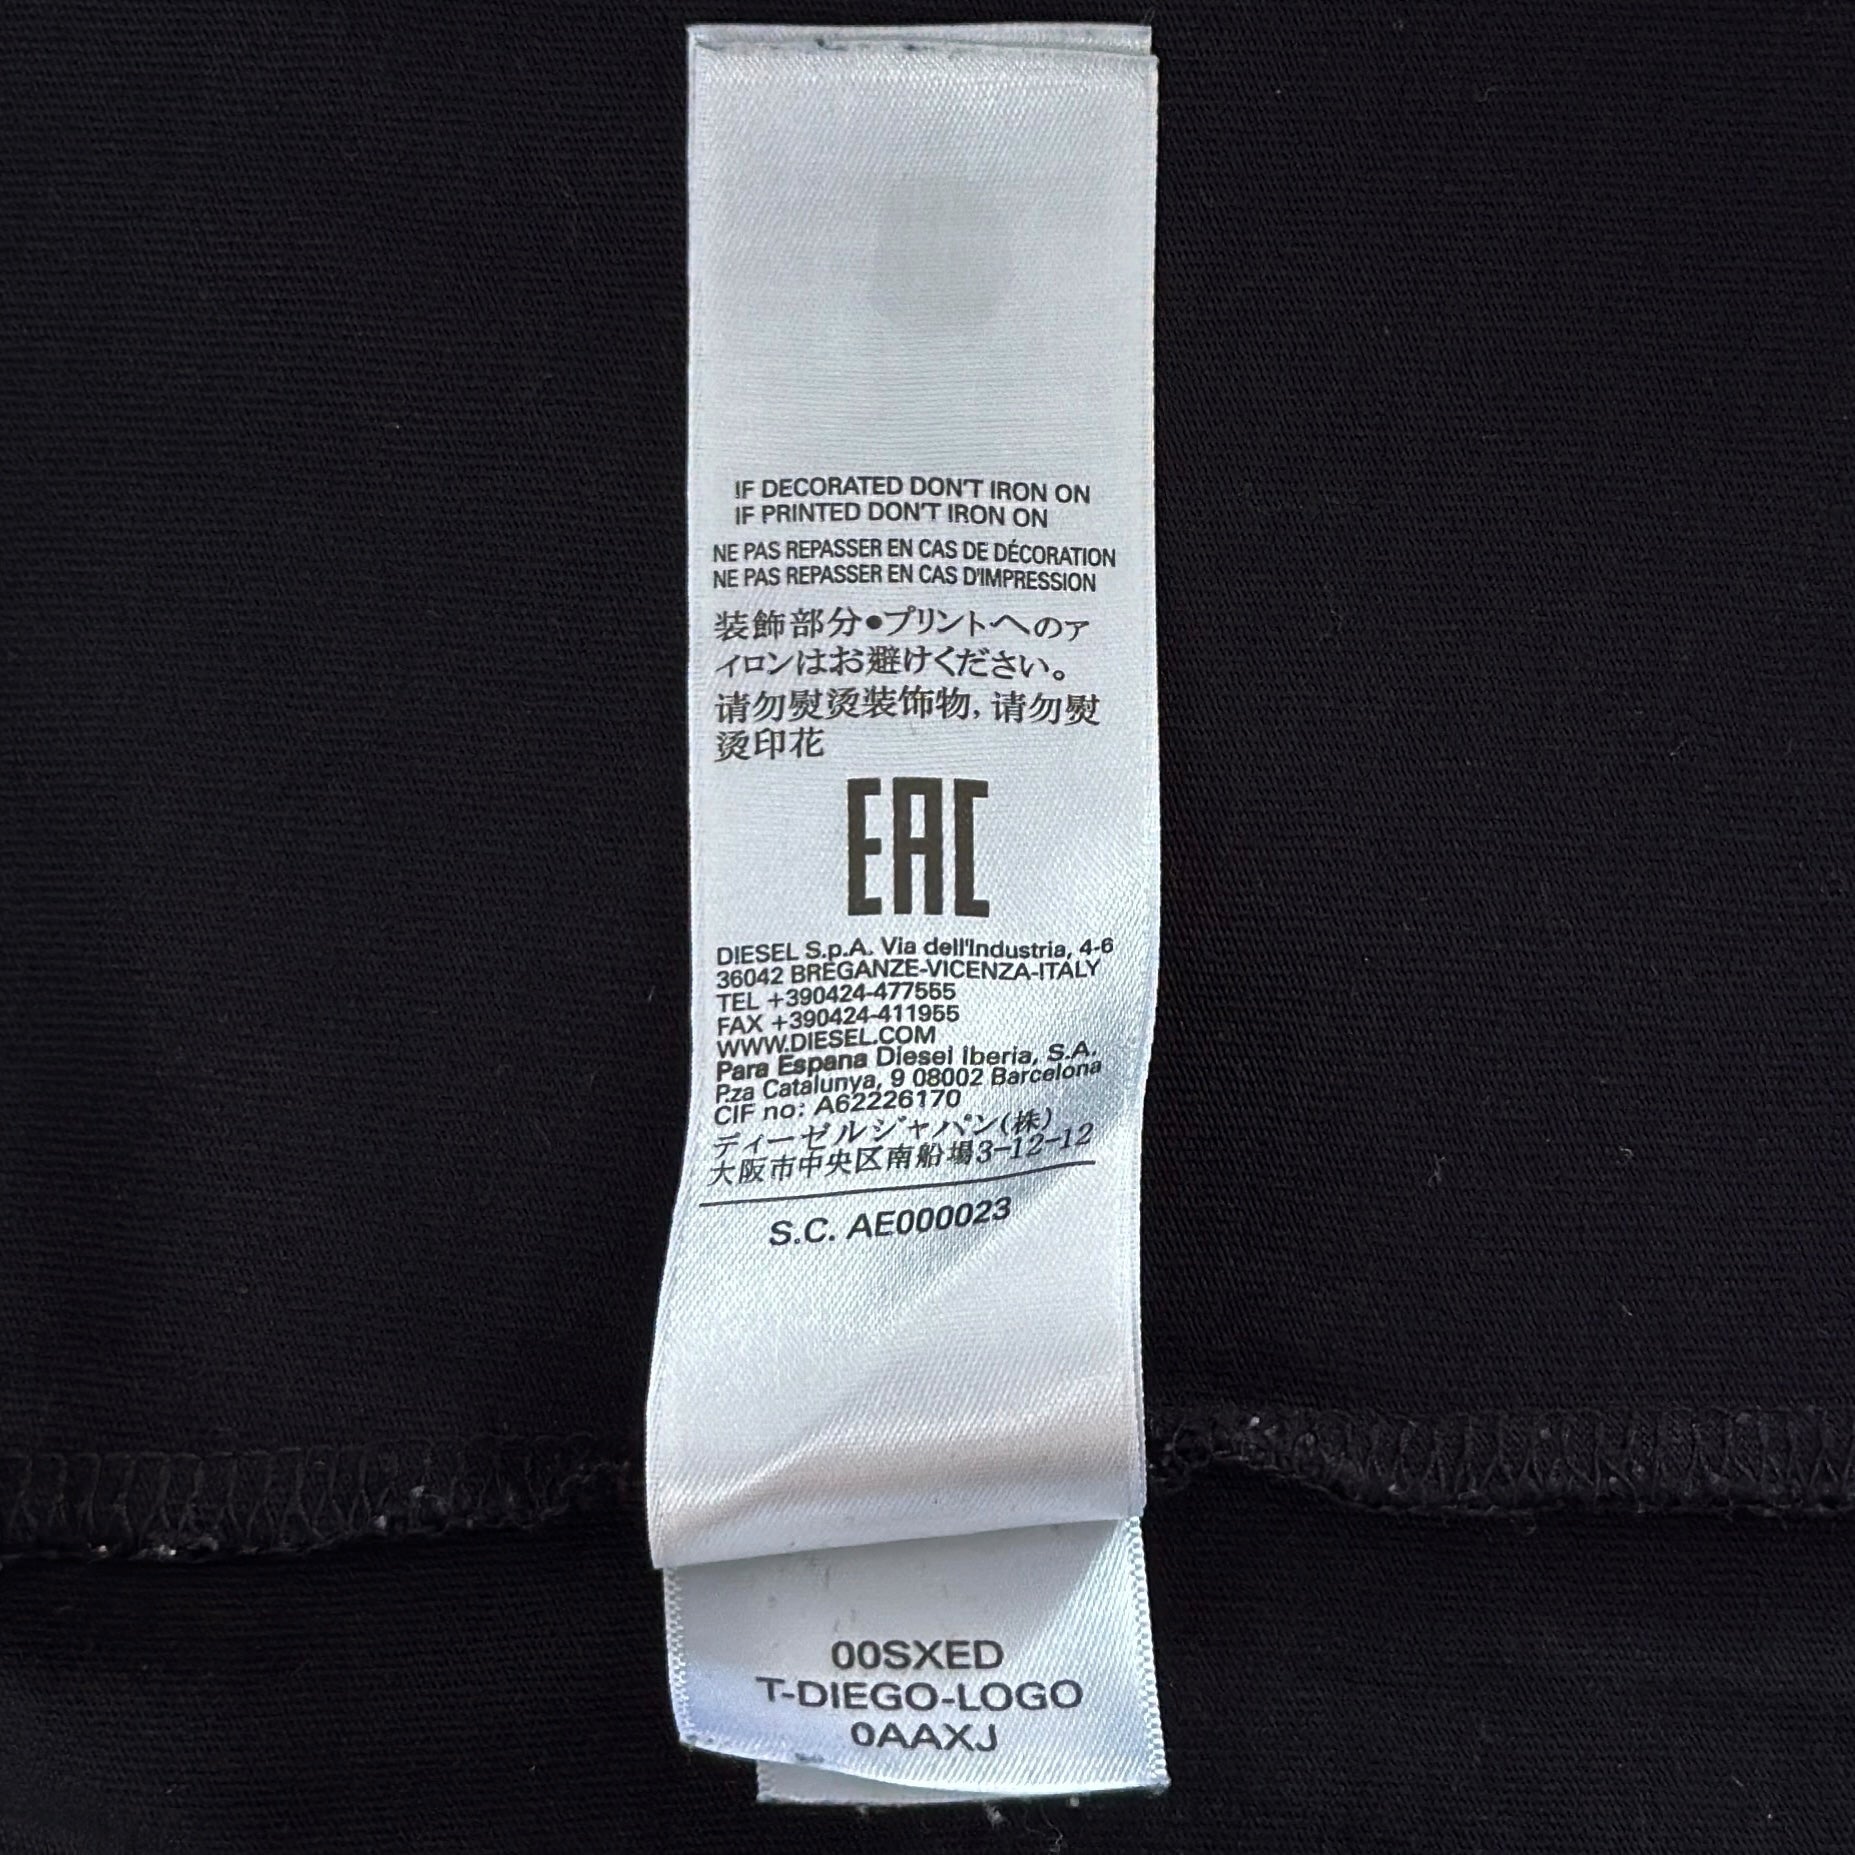 IF DECORATED DON'T IRON ON
IF PRINTED DON'T IRON ON
NE PAS REPASSER EN CAS DE DÉCORATION
NE PAS REPASSER EN CAS D'IMPRESSION
装飾部分●プリントへのア
イロンはお避けください。
请勿熨烫装饰物, 请勿熨
烫印花
EAC
DIESEL S.p.A. Via dell'Industria, 4-6
36042 BREGANZE-VICENZA-ITALY
TEL +390424-477555
FAX +390424-411955
WWW.DIESEL.COM
Para Espana Diesel Iberia, S.A.
P.za Catalunya, 9 08002 Barcelona
CIF no: A62226170
ディーゼルジャパン(株)
大阪市中央区南船場3-12-12
S.C. AE000023
00SXED
T-DIEGO-LOGO
0AAXJ